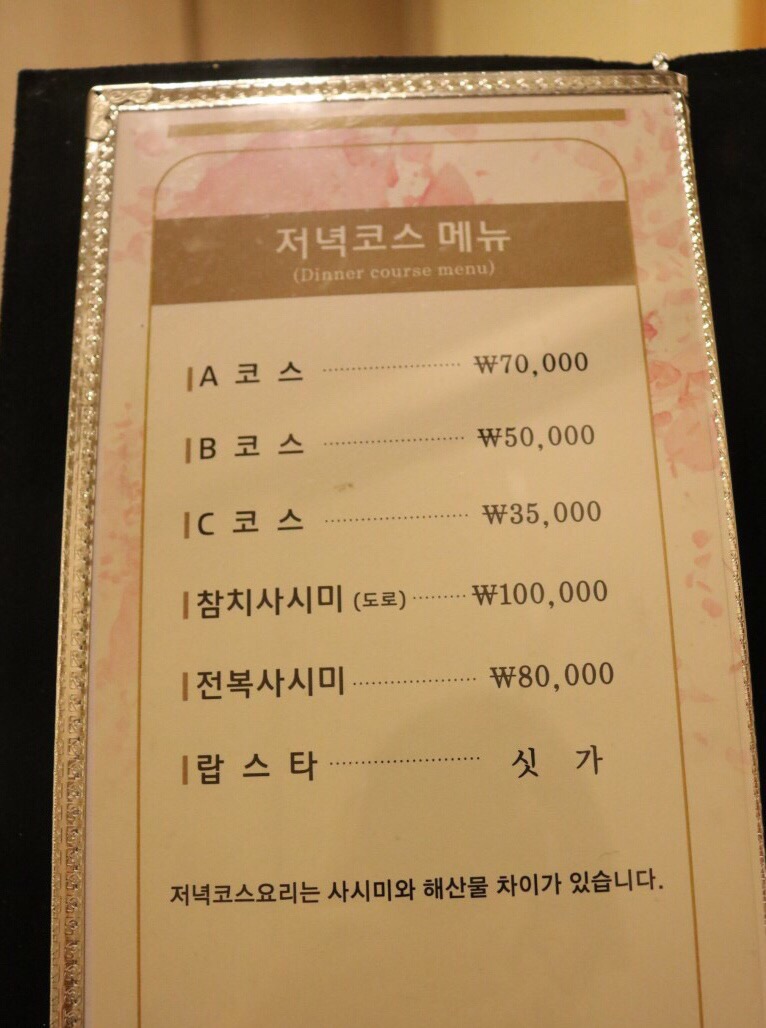 저녁코스 메뉴
(Dinner course menu)
A 코 스 ₩70,000
B 코 스 ₩50,000
C 코 스 ₩35,000
참치사시미 (도로) ₩100,000
전복사시미 ₩80,000
랍 스 타 싯 가
저녁코스요리는 사시미와 해산물 차이가 있습니다.